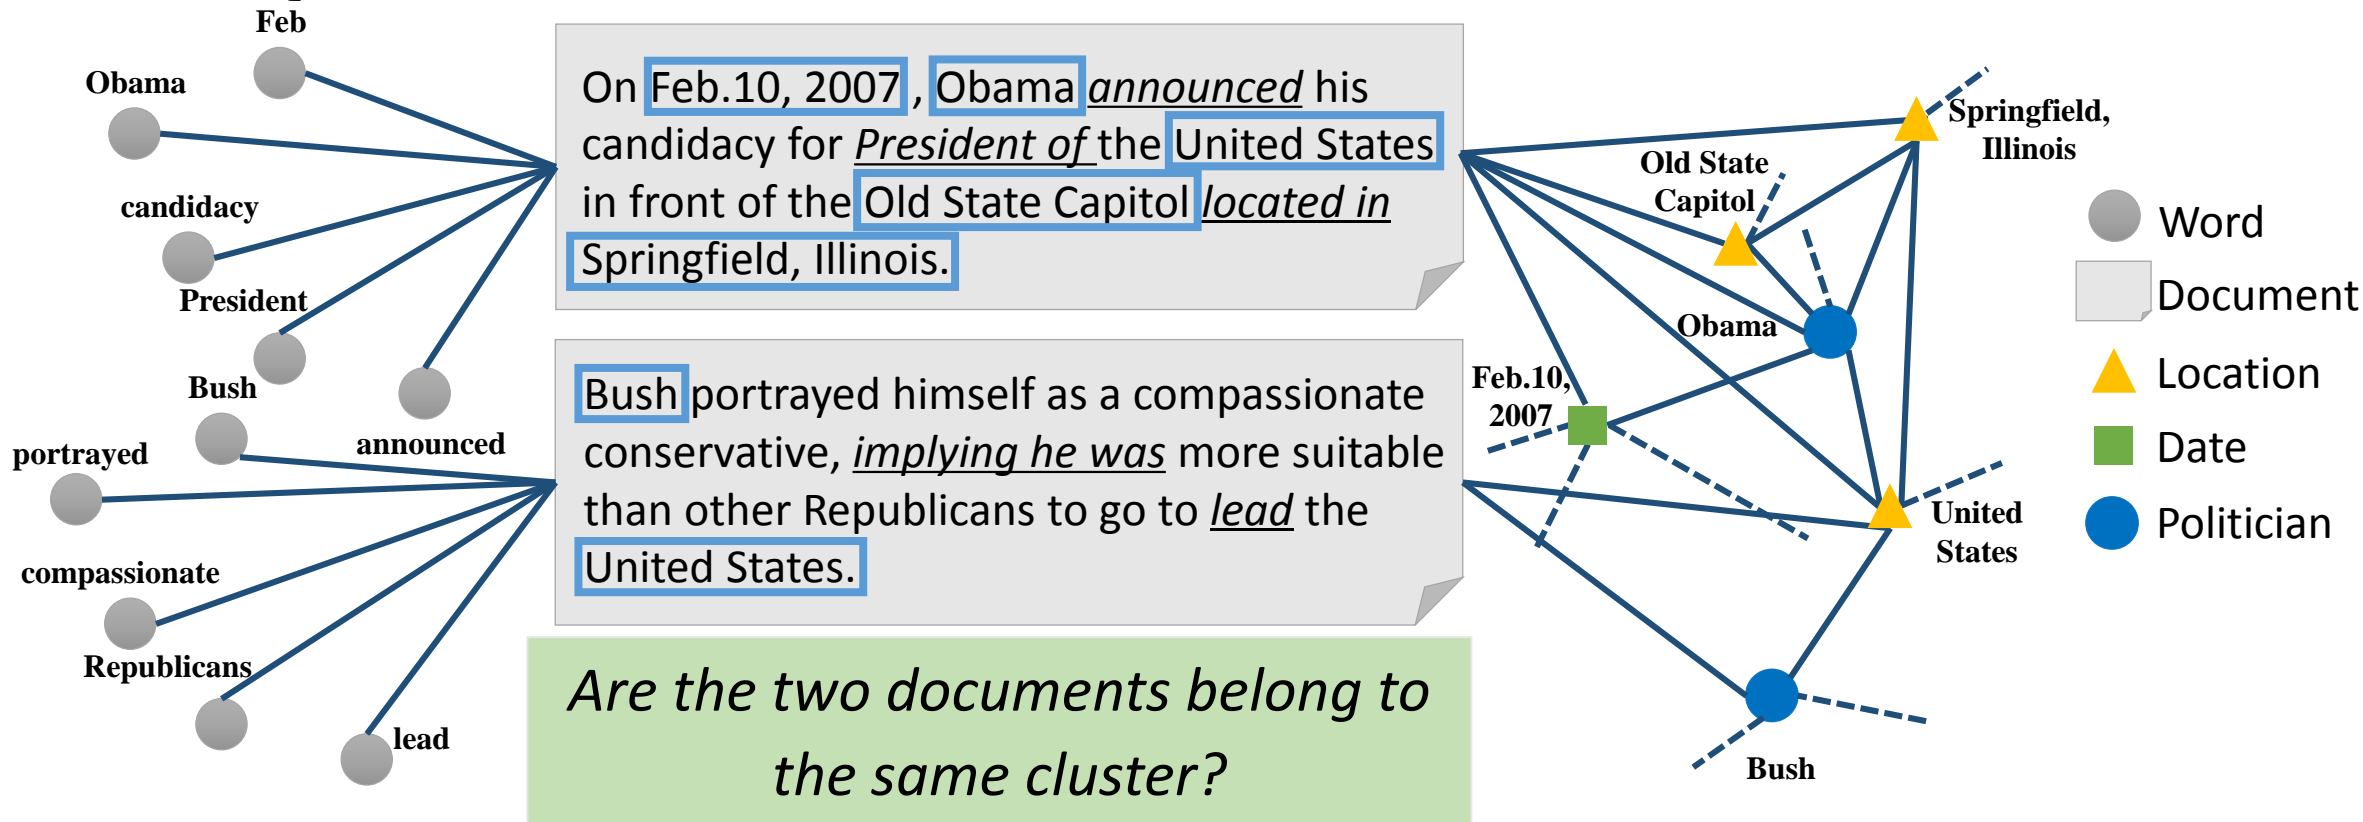 Feb
Obama
candidacy
President
announced
Bush
portrayed
compassionate
Republicans
lead
On Feb.10, 2007 , Obama announced his
candidacy for President of the United States
in front of the Old State Capitol located in
Springfield, Illinois.
Bush portrayed himself as a compassionate
conservative, implying he was more suitable
than other Republicans to go to lead the
United States.
Are the two documents belong to
the same cluster?
Springfield,
Illinois
Old State
Capitol
Obama
Feb.10,
2007
United
States
Bush
Word
Document
Location
Date
Politician